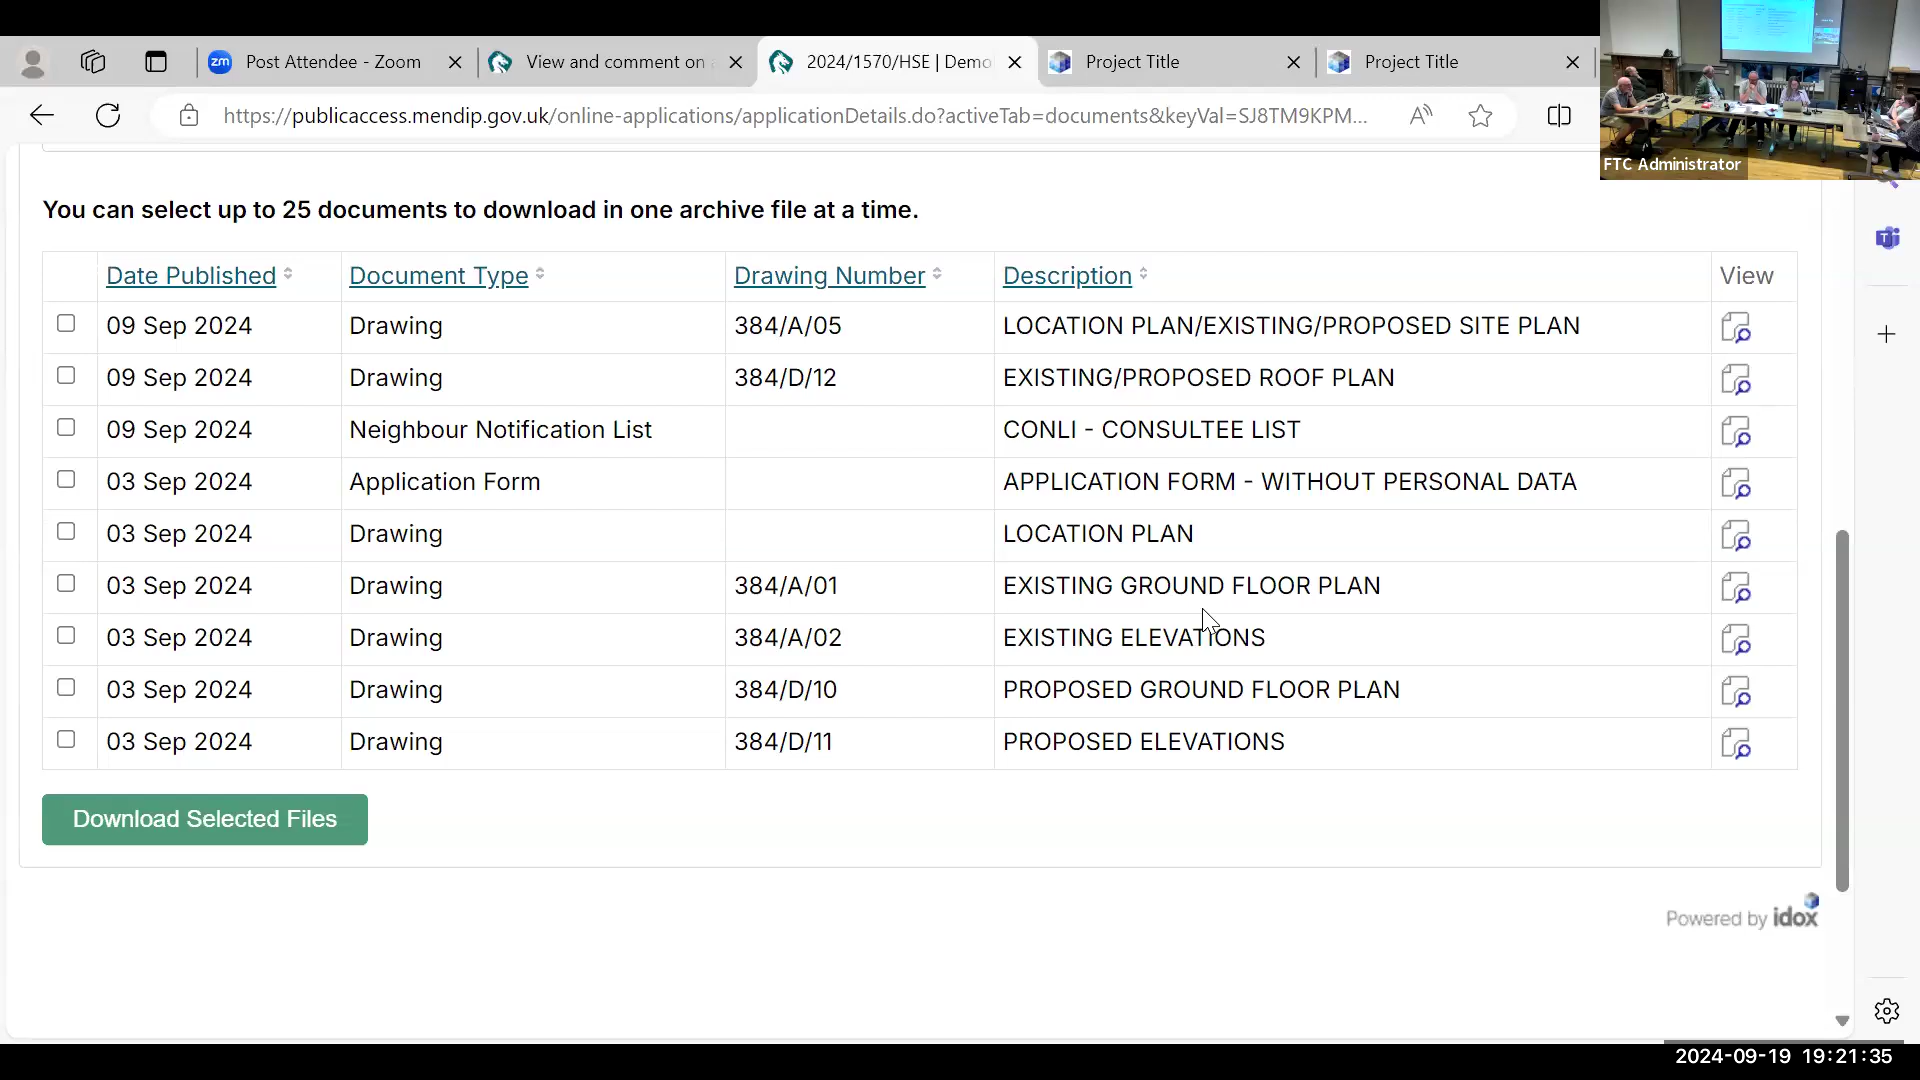 Post Attendee - Zoom
View and comment on a
2024/1570/HSE | Demo
Project Title
Project Title
https://publicaccess.mendip.gov.uk/online-applications/applicationDetails.do?activeTab=documents&keyVal=SJ8TM9KPM...
FTC Administrator
You can select up to 25 documents to download in one archive file at a time.
Date Published Document Type Drawing Number Description View
09 Sep 2024 Drawing 384/A/05 LOCATION PLAN/EXISTING/PROPOSED SITE PLAN
09 Sep 2024 Drawing 384/D/12 EXISTING/PROPOSED ROOF PLAN
09 Sep 2024 Neighbour Notification List CONLI - CONSULTEE LIST
03 Sep 2024 Application Form APPLICATION FORM - WITHOUT PERSONAL DATA
03 Sep 2024 Drawing LOCATION PLAN
03 Sep 2024 Drawing 384/A/01 EXISTING GROUND FLOOR PLAN
03 Sep 2024 Drawing 384/A/02 EXISTING ELEVATIONS
03 Sep 2024 Drawing 384/D/10 PROPOSED GROUND FLOOR PLAN
03 Sep 2024 Drawing 384/D/11 PROPOSED ELEVATIONS
Download Selected Files
Powered by idox
2024-09-19 19:21:35